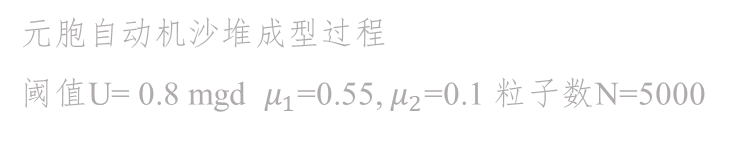 元胞自动机沙堆成型过程
阈值U= 0.8 mgd μ₁=0.55, μ₂=0.1 粒子数N=5000